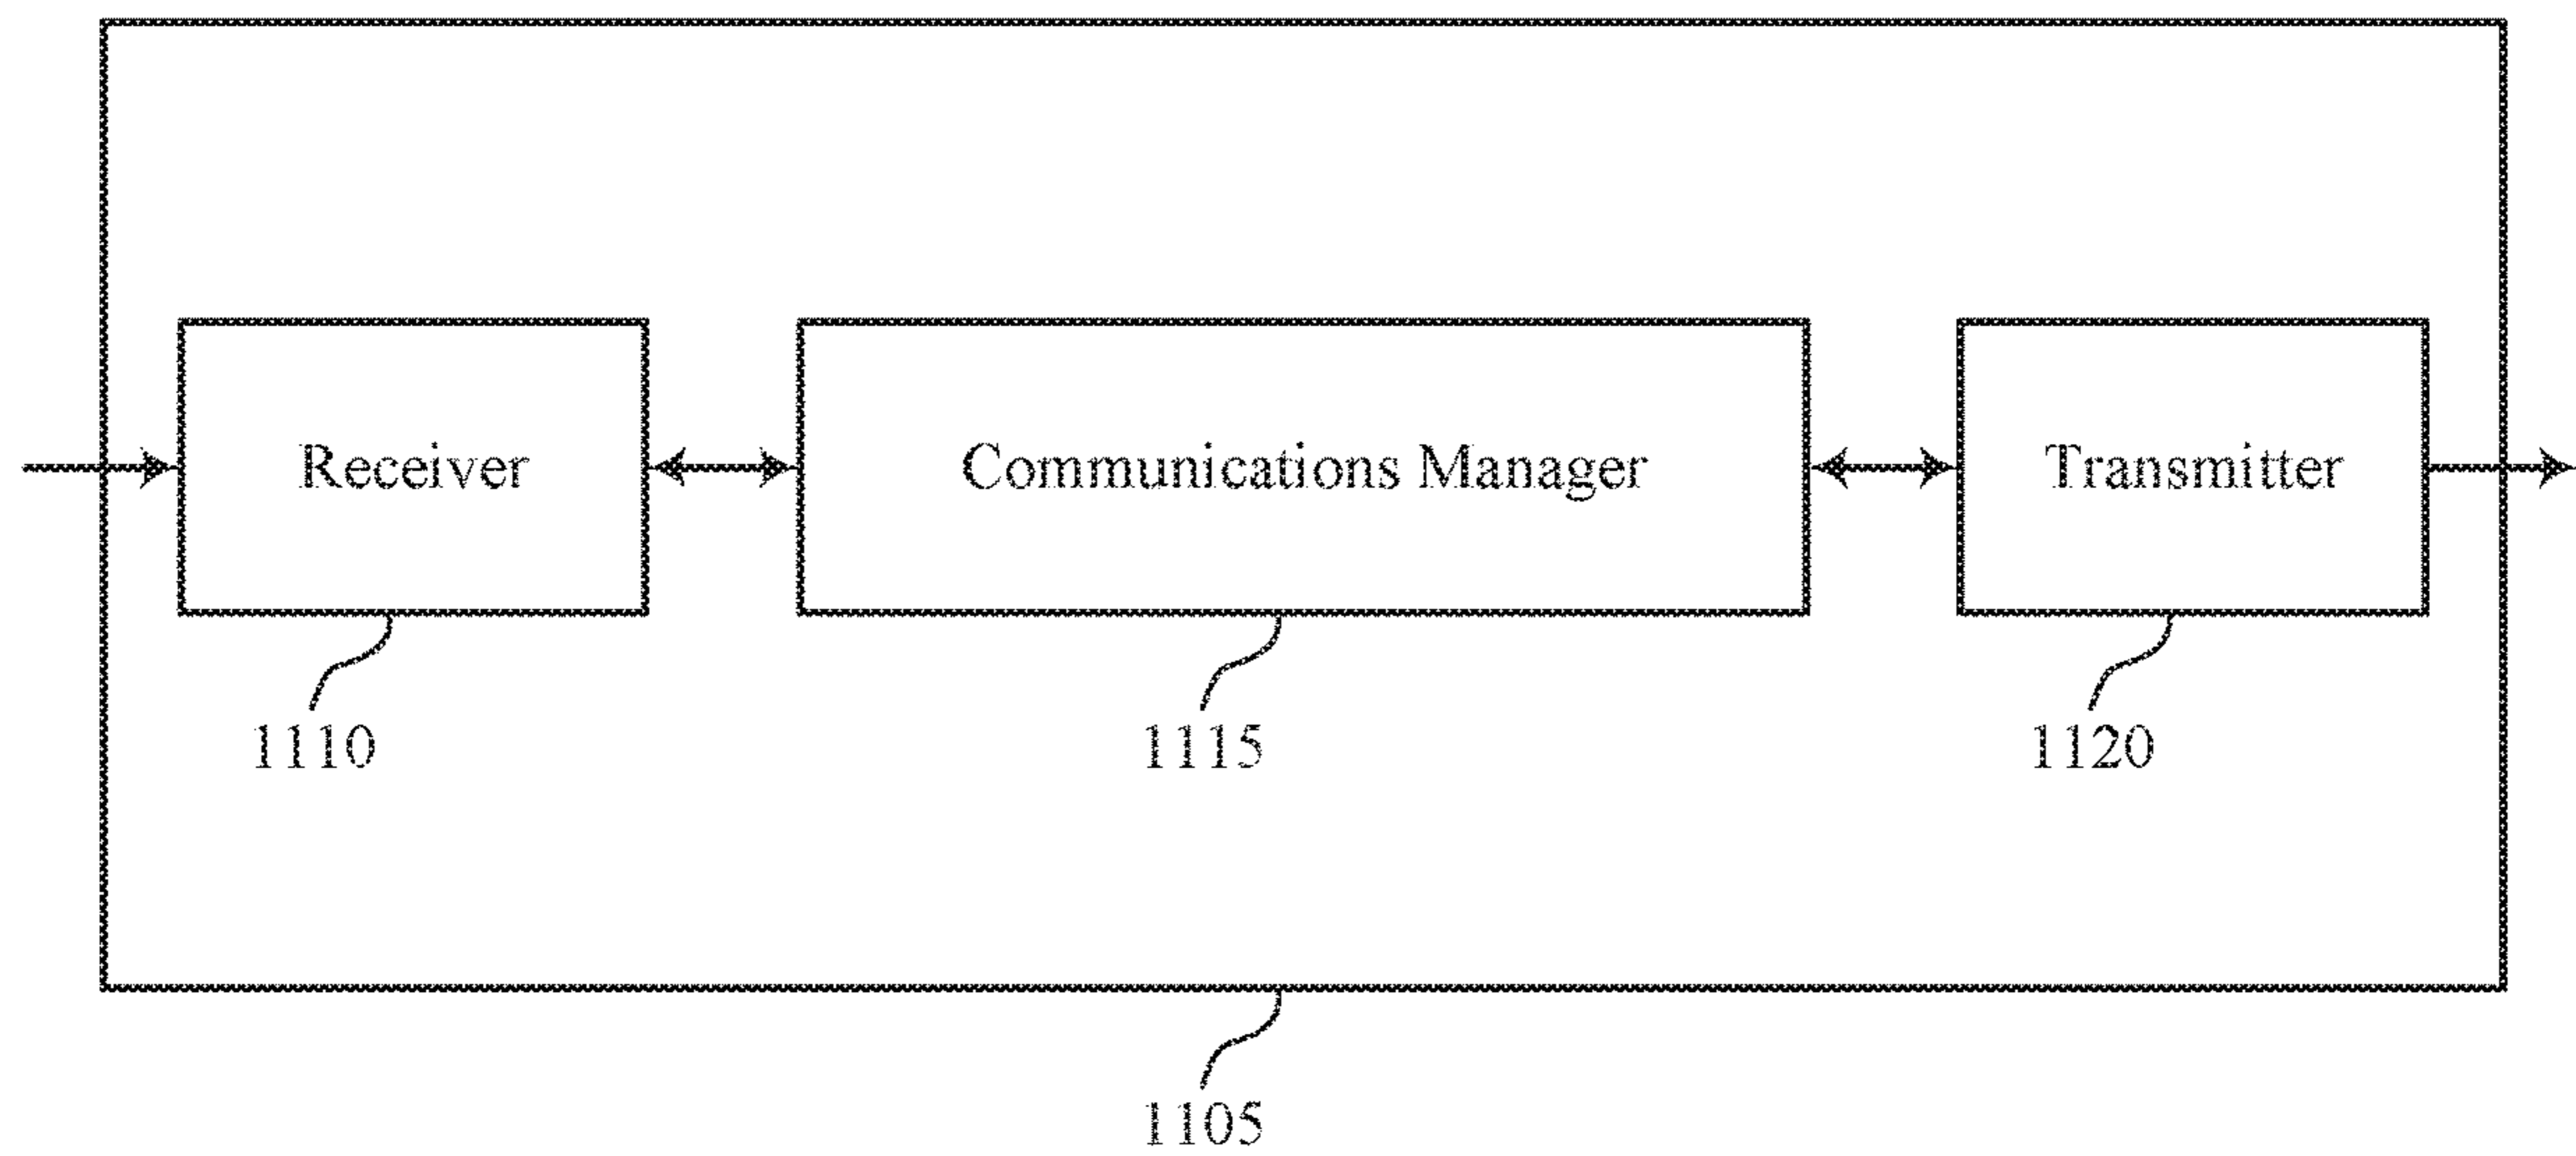 Receiver
Communications Manager
Transmitter
1110
1115
1120
1105